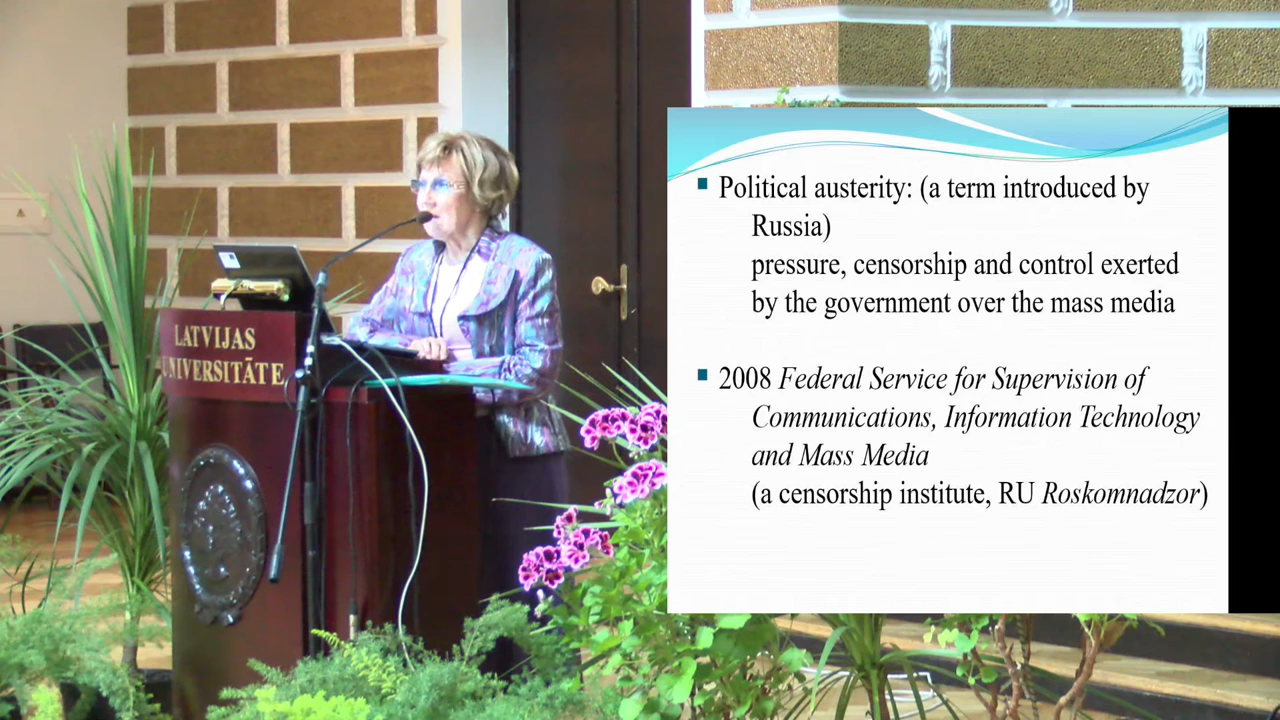 LATVIJAS
UNIVERSITĀTE
Political austerity: (a term introduced by
Russia)
pressure, censorship and control exerted
by the government over the mass media
2008 Federal Service for Supervision of
Communications, Information Technology
and Mass Media
(a censorship institute, RU Roskomnadzor)